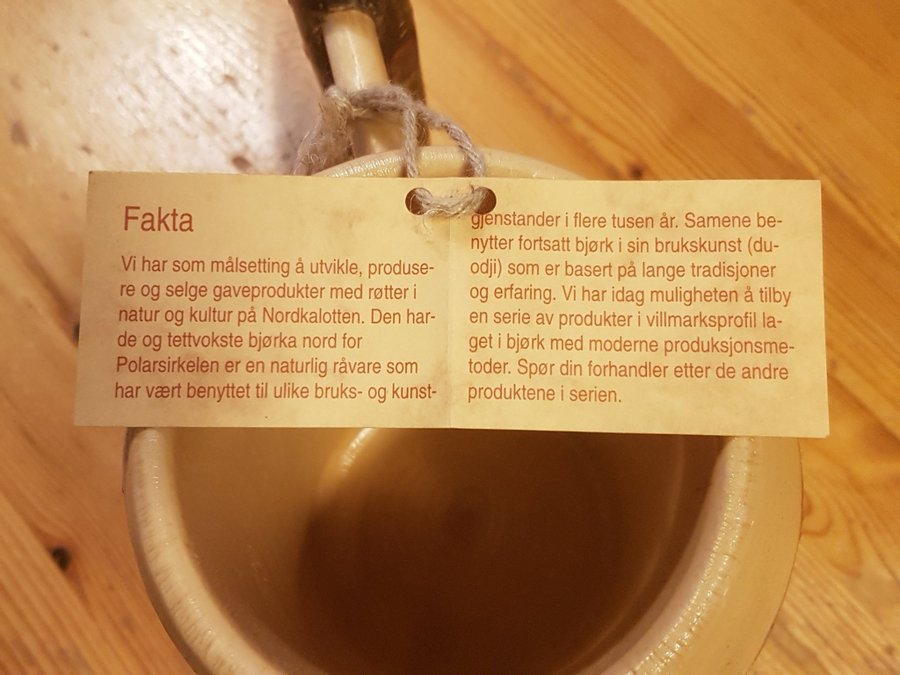 Fakta
Vi har som målsetting å utvikle, produse-
re og selge gaveprodukter med røtter i
natur og kultur på Nordkalotten. Den har-
de og tettvokste bjørka nord for
Polarsirkelen er en naturlig råvare som
har vært benyttet til ulike bruks- og kunst-
gjenstander i flere tusen år. Samene be-
nytter fortsatt bjørk i sin brukskunst (du-
odji) som er basert på lange tradisjoner
og erfaring. Vi har idag muligheten å tilby
en serie av produkter i villmarksprofil la-
get i bjørk med moderne produksjonsme-
toder. Spør din forhandler etter de andre
produktene i serien.